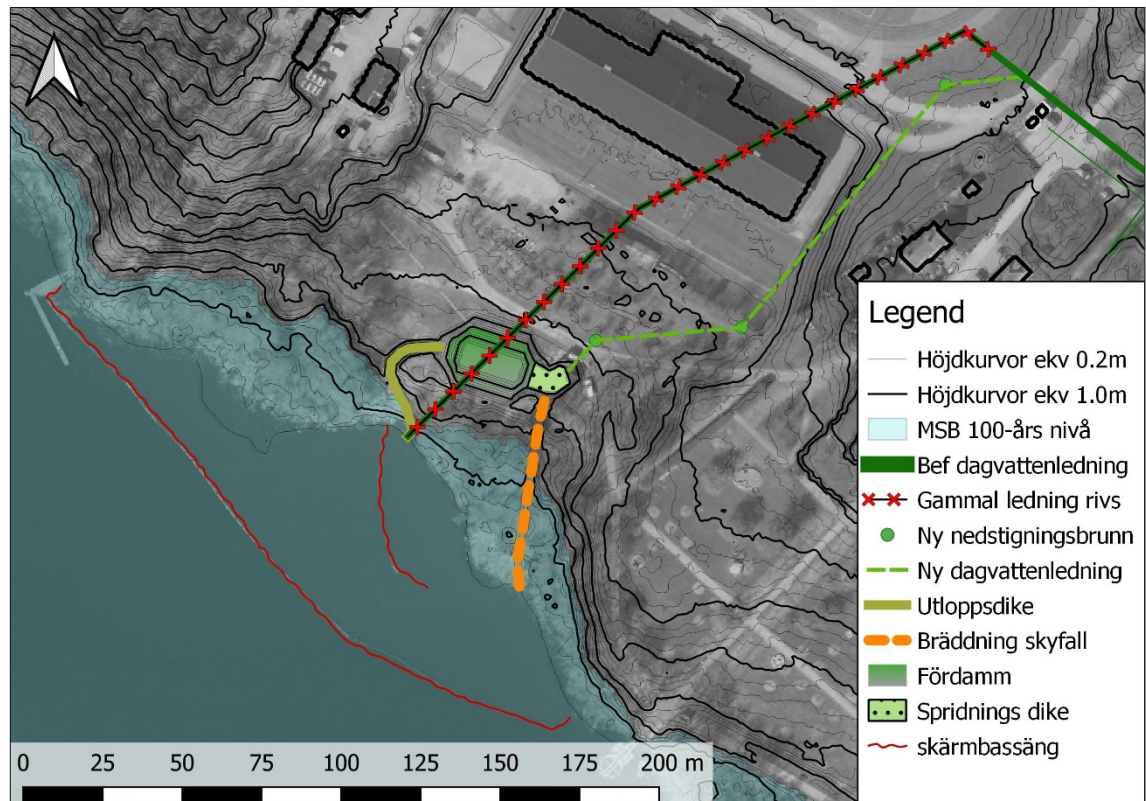 Legend
Höjdkurvor ekv 0.2m
Höjdkurvor ekv 1.0m
MSB 100-års nivå
Bef dagvattenledning
Gammal ledning rivs
Ny nedstigningsbrunn
Ny dagvattenledning
Utloppsdike
Bräddning skyfall
Fördamm
Spridnings dike
skärmbassäng
0 25 50 75 100 125 150 175 200 m